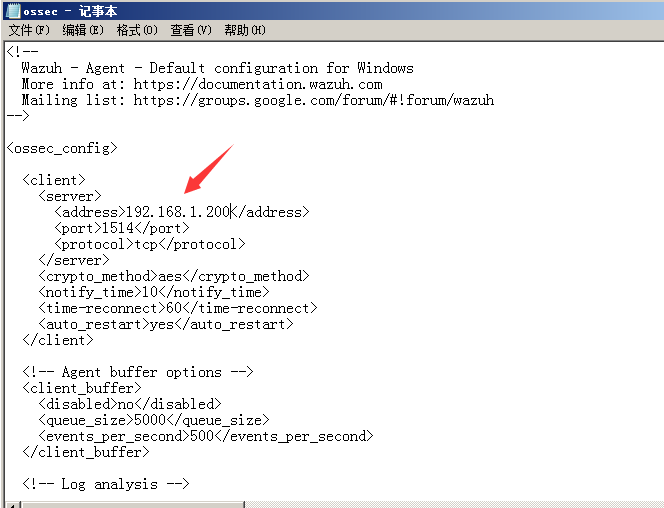 ossec - 记事本
文件(F) 编辑(E) 格式(O) 查看(V) 帮助(H)
<!--
  Wazuh - Agent - Default configuration for Windows
  More info at: https://documentation.wazuh.com
  Mailing list: https://groups.google.com/forum/#!forum/wazuh
-->

<ossec_config>

  <client>
    <server>
      <address>192.168.1.200</address>
      <port>1514</port>
      <protocol>tcp</protocol>
    </server>
    <crypto_method>aes</crypto_method>
    <notify_time>10</notify_time>
    <time-reconnect>60</time-reconnect>
    <auto_restart>yes</auto_restart>
  </client>

  <!-- Agent buffer options -->
  <client_buffer>
    <disabled>no</disabled>
    <queue_size>5000</queue_size>
    <events_per_second>500</events_per_second>
  </client_buffer>

  <!-- Log analysis -->